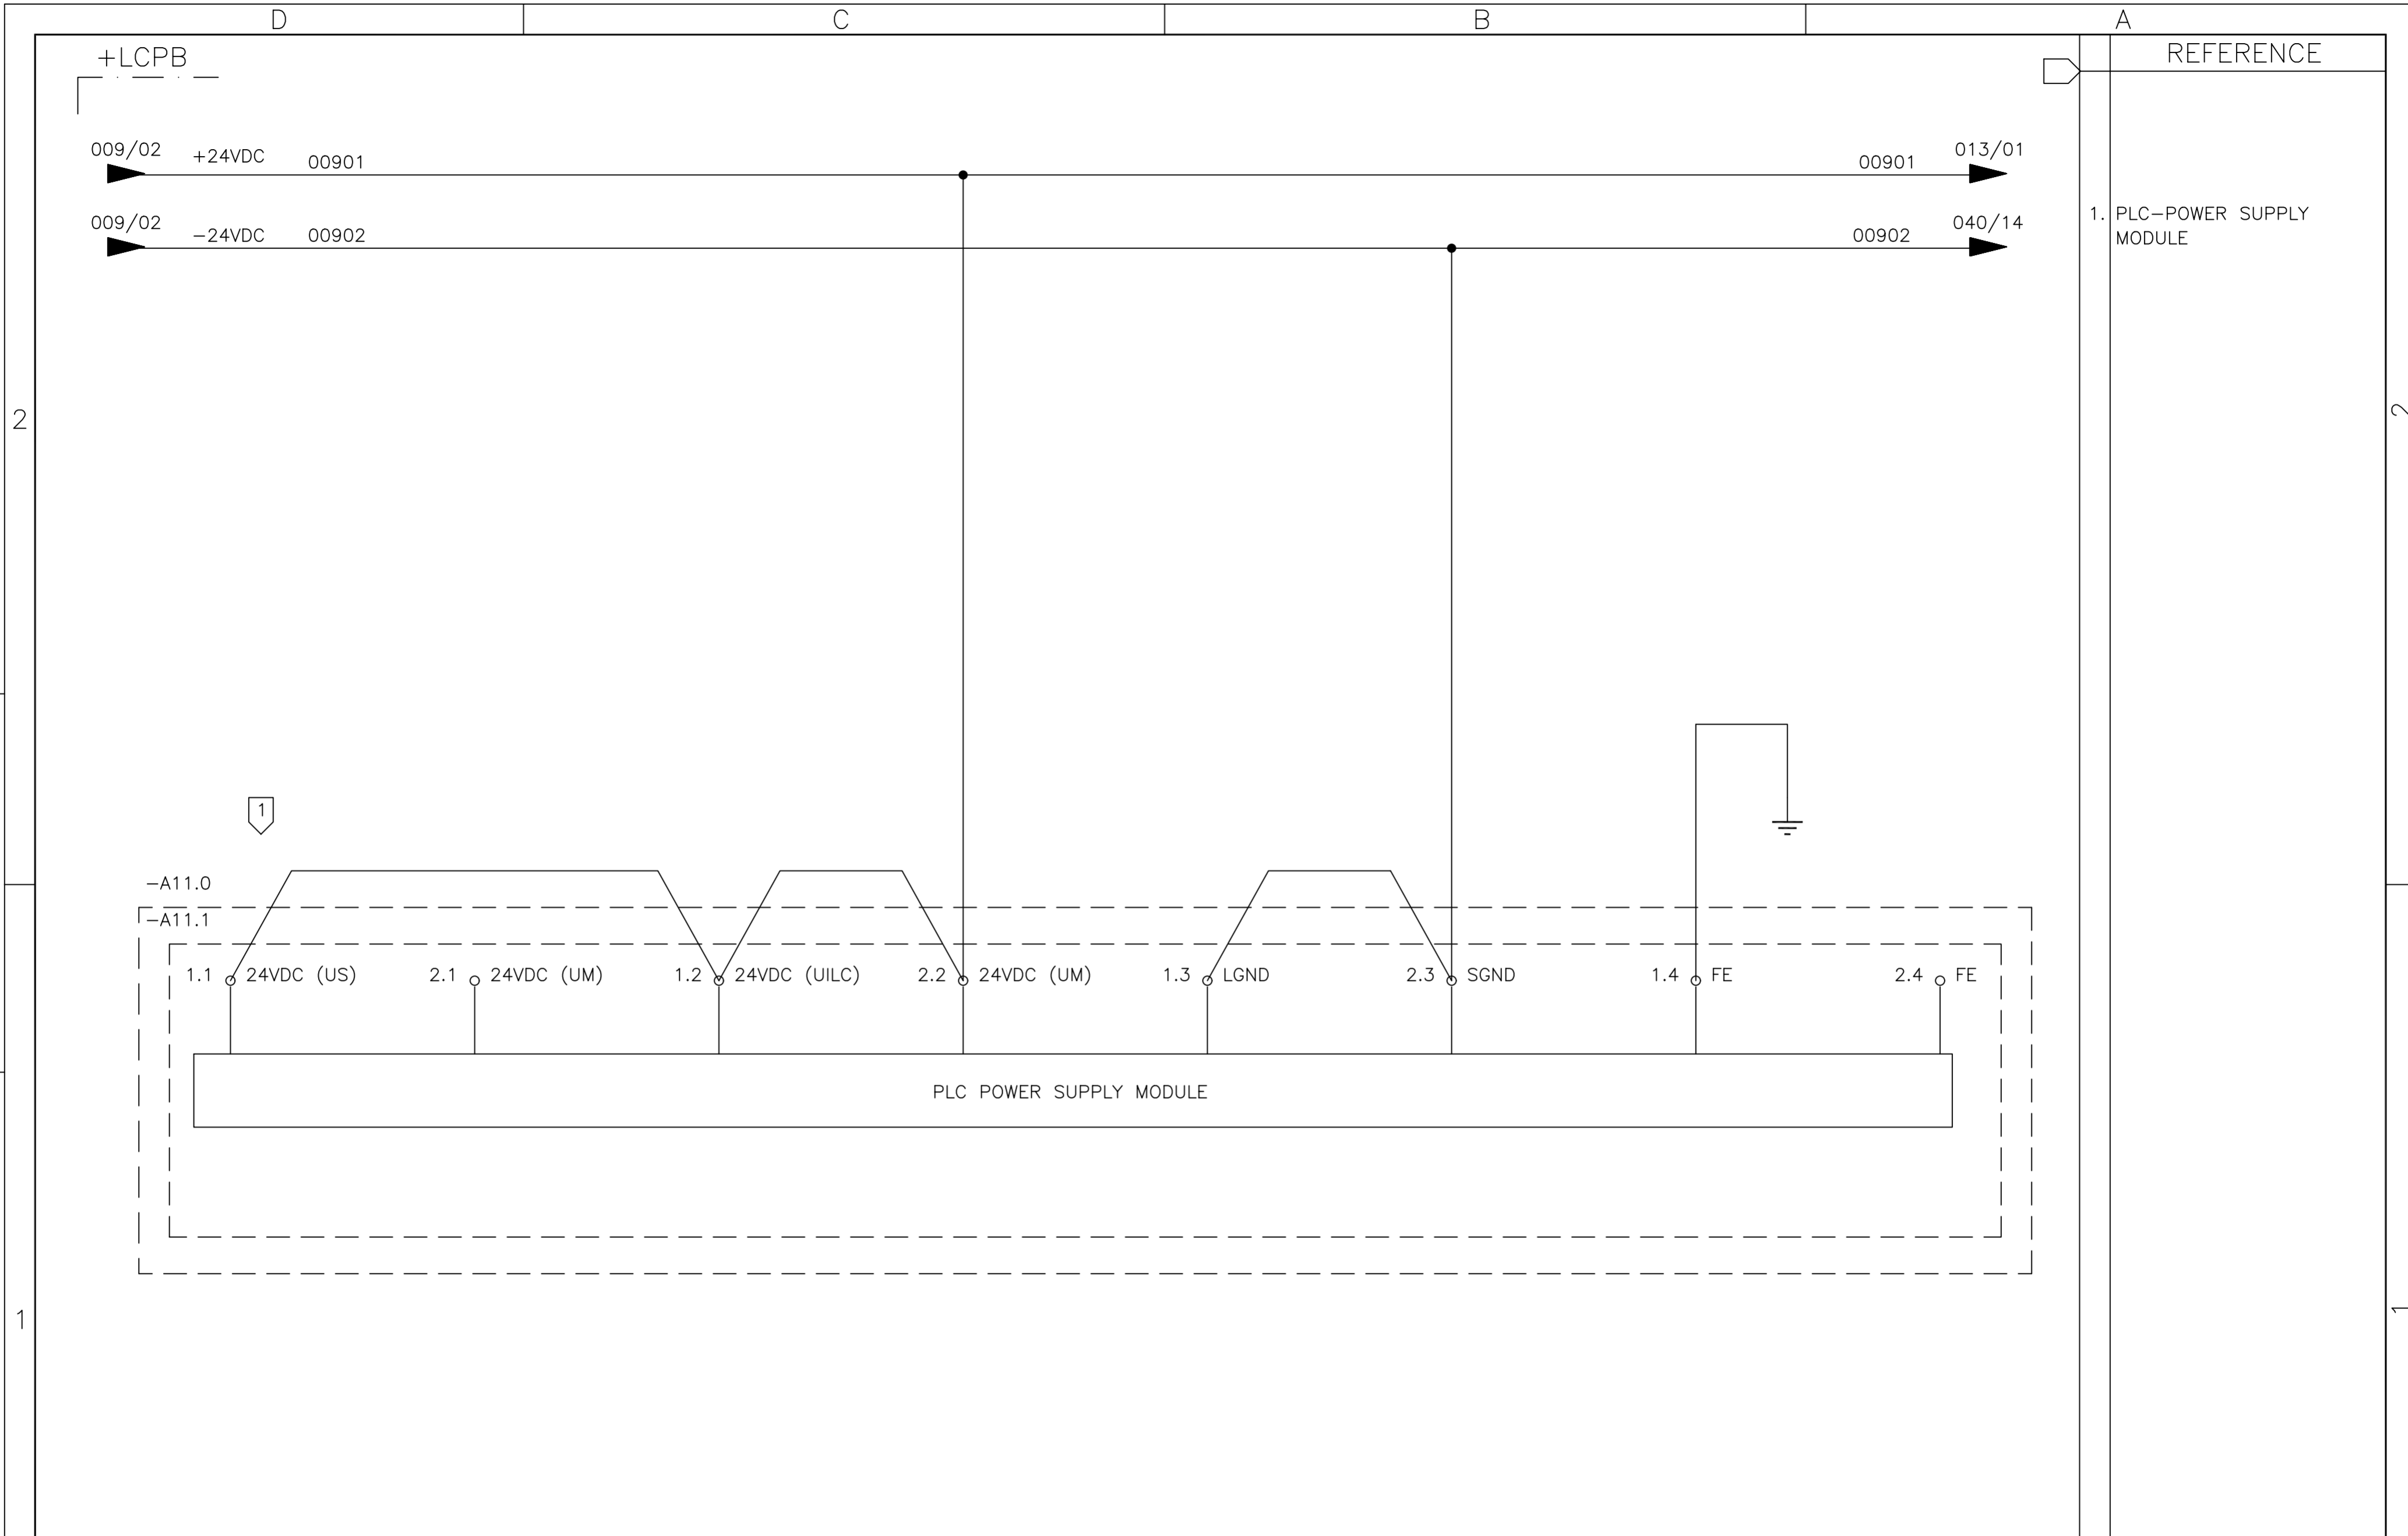 D C B A
+LCPB
REFERENCE
009/02 +24VDC 00901 00901 013/01
009/02 −24VDC 00902 00902 040/14
1. PLC−POWER SUPPLY
MODULE
2 2
1
−A11.0
−A11.1
1.1 24VDC (US) 2.1 24VDC (UM) 1.2 24VDC (UILC) 2.2 24VDC (UM) 1.3 LGND 2.3 SGND 1.4 FE 2.4 FE
PLC POWER SUPPLY MODULE
1 1